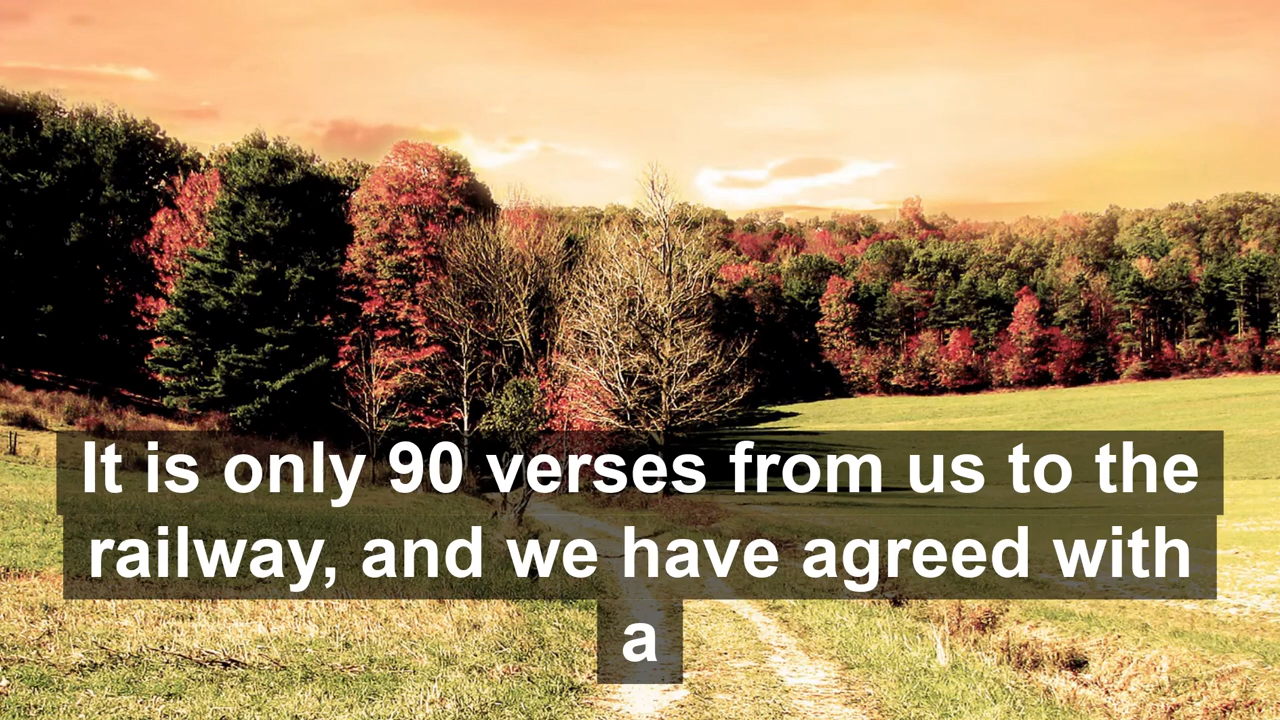 It is only 90 verses from us to the
railway, and we have agreed with
a